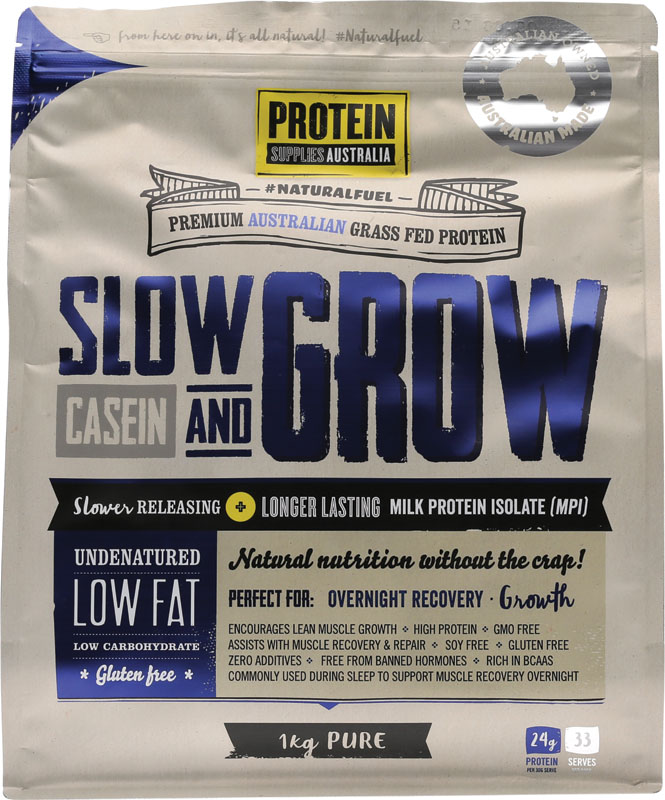 from here on in, it's all natural! #Naturalfuel
AUSTRALIAN OWNED
AUSTRALIAN MADE
PROTEIN
SUPPLIES AUSTRALIA
#NATURALFUEL
PREMIUM AUSTRALIAN GRASS FED PROTEIN
SLOW
CASEIN AND
GROW
Slower RELEASING + LONGER LASTING MILK PROTEIN ISOLATE (MPI)
UNDENATURED
LOW FAT
LOW CARBOHYDRATE
* Gluten free *
Natural nutrition without the crap!
PERFECT FOR: OVERNIGHT RECOVERY · Growth
ENCOURAGES LEAN MUSCLE GROWTH ❖ HIGH PROTEIN ❖ GMO FREE
ASSISTS WITH MUSCLE RECOVERY & REPAIR ❖ SOY FREE ❖ GLUTEN FREE
ZERO ADDITIVES ❖ FREE FROM BANNED HORMONES ❖ RICH IN BCAAS
COMMONLY USED DURING SLEEP TO SUPPORT MUSCLE RECOVERY OVERNIGHT
1kg PURE
24g
PROTEIN
PER 30G SERVE
33
SERVES